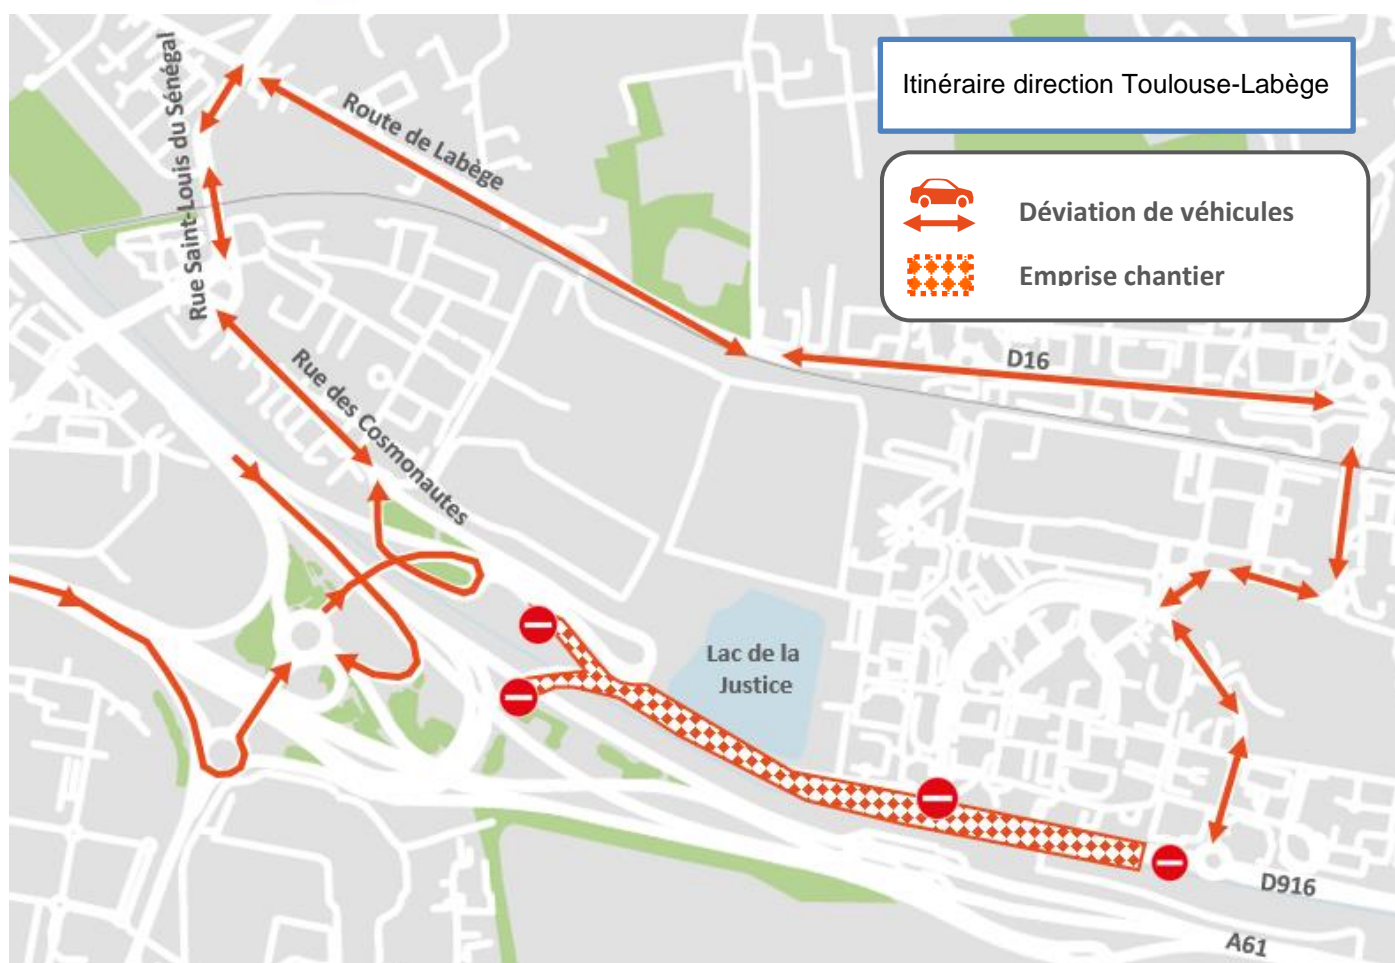 Itinéraire direction Toulouse-Labège
Déviation de véhicules
Emprise chantier
Rue Saint-Louis du Sénégal
Route de Labège
D16
Rue des Cosmonautes
Lac de la
Justice
D916
A61